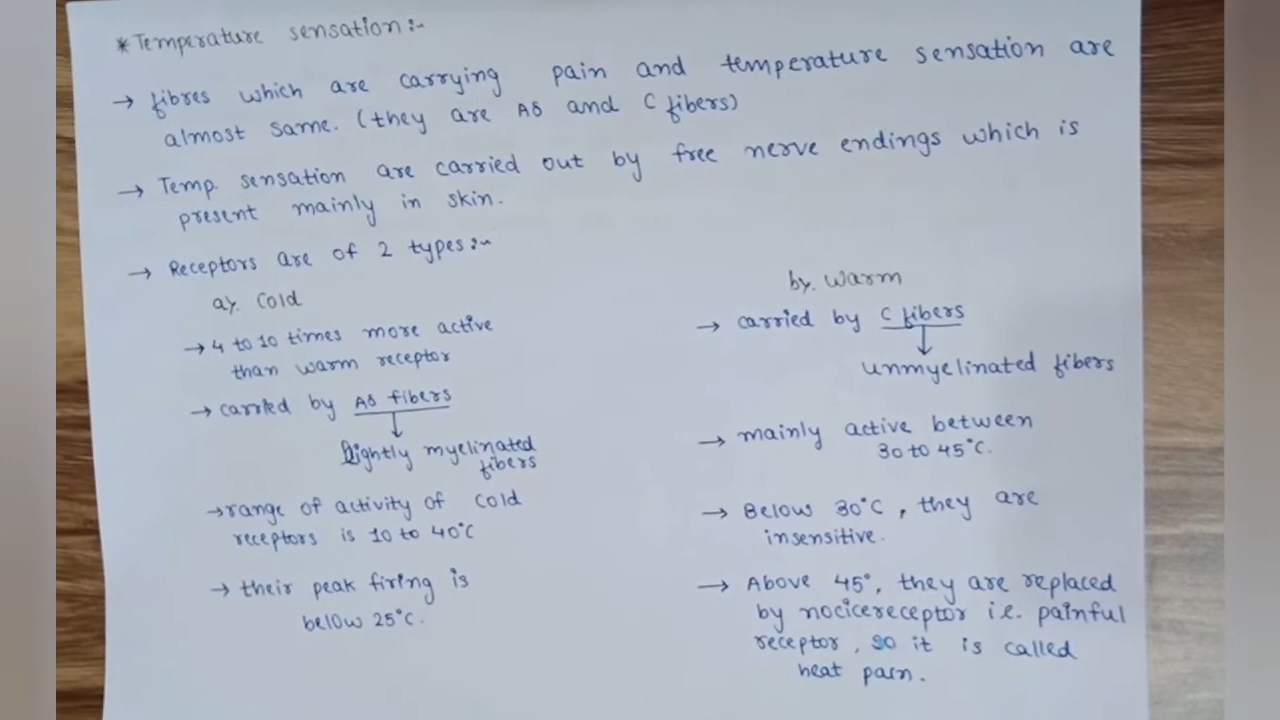 * Temperature sensation:-
→ fibres which are carrying pain and temperature sensation are
almost same. (they are Aδ and C fibers)
→ Temp. sensation are carried out by free nerve endings which is
present mainly in skin.
→ Receptors are of 2 types:-
a). Cold
→ 4 to 10 times more active
than warm receptor
→ carried by Aδ fibers
↓
Lightly myelinated
fibers
→ range of activity of cold
receptors is 10 to 40°C
→ their peak firing is
below 25°C.
b). Warm
→ carried by C fibers
↓
Unmyelinated fibers
→ mainly active between
30 to 45°C.
→ Below 30°C, they are
insensitive.
→ Above 45°, they are replaced
by nocicereceptor i.e. painful
receptor, so it is called
heat pain.